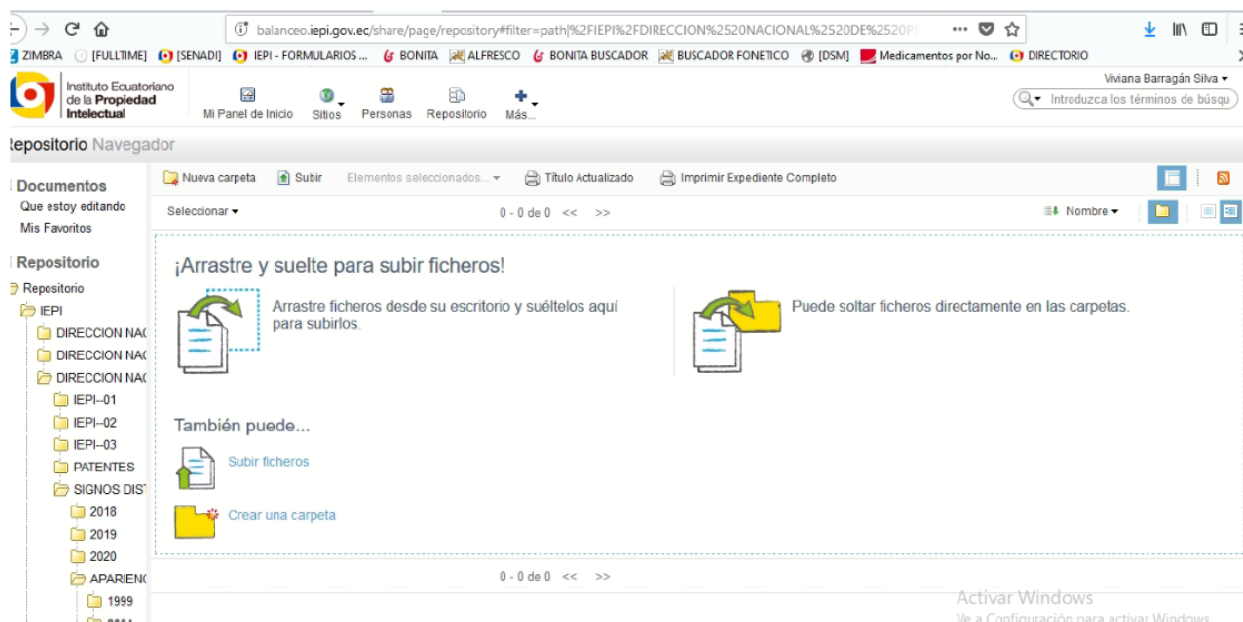 balanceo.iepi.gov.ec/share/page/repository#filter=path|%2FIEPI%2FDIRECCION%2520NACIONAL%2520DE%2520P
ZIMBRA [FULLTIME] [SENADI] IEPI - FORMULARIOS ... BONITA ALFRESCO BONITA BUSCADOR BUSCADOR FONETICO [DSM] Medicamentos por No... DIRECTORIO
Viviana Barragán Silva
Instituto Ecuatoriano
de la Propiedad
Intelectual
Mi Panel de Inicio Sitios Personas Repositorio Más...
Introduzca los términos de búsqu
Repositorio Navegador
Documentos
Que estoy editando
Mis Favoritos
Repositorio
Repositorio
IEPI
DIRECCION NAC
DIRECCION NAC
DIRECCION NAC
IEPI--01
IEPI--02
IEPI--03
PATENTES
SIGNOS DIST
2018
2019
2020
APARIENC
1999
Nueva carpeta Subir Elementos seleccionados... Título Actualizado Imprimir Expediente Completo
Seleccionar 0 - 0 de 0 << >> Nombre
¡Arrastre y suelte para subir ficheros!
Arrastre ficheros desde su escritorio y suéltelos aquí
para subirlos.
Puede soltar ficheros directamente en las carpetas.
También puede...
Subir ficheros
Crear una carpeta
0 - 0 de 0 << >>
Activar Windows
Ve a Configuración para activar Windows.